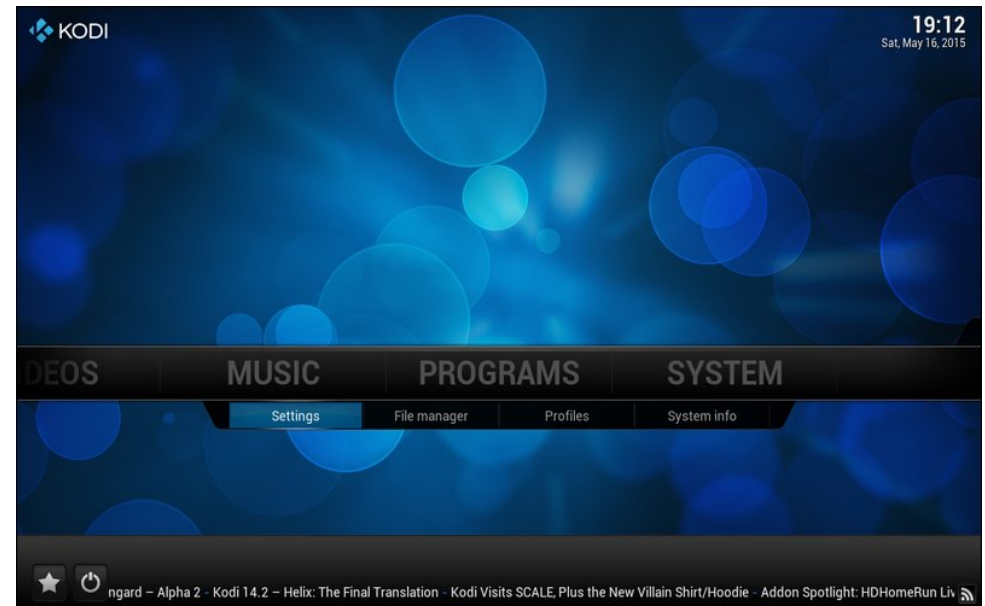 KODI
19:12
Sat, May 16, 2015
DEOS MUSIC PROGRAMS SYSTEM
Settings File manager Profiles System info
ngard – Alpha 2 - Kodi 14.2 – Helix: The Final Translation - Kodi Visits SCALE, Plus the New Villain Shirt/Hoodie - Addon Spotlight: HDHomeRun Liv